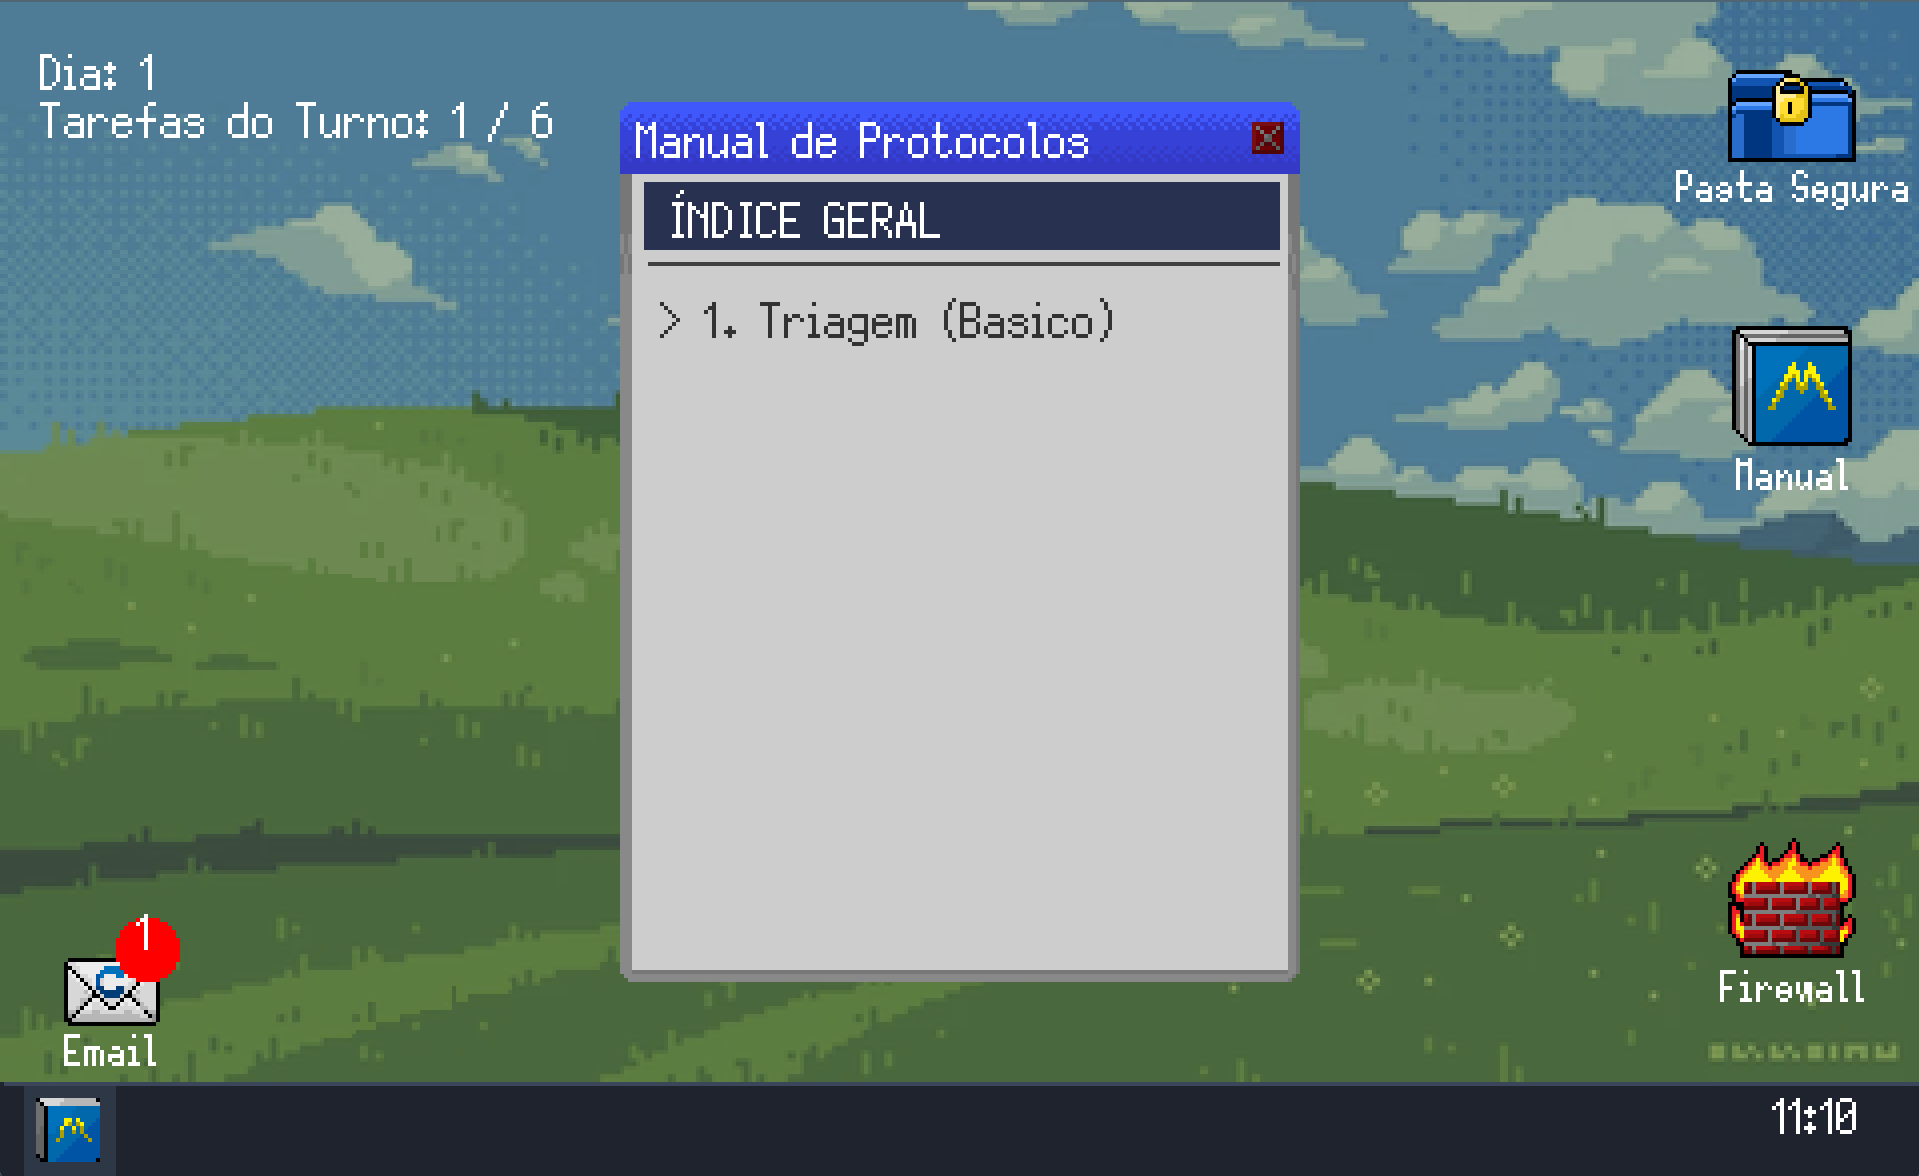 Dia: 1
Tarefas do Turno: 1 / 6
Manual de Protocolos
ÍNDICE GERAL
> 1. Triagem (Basico)
Pasta Segura
Manual
Firewall
1
Email
11:10